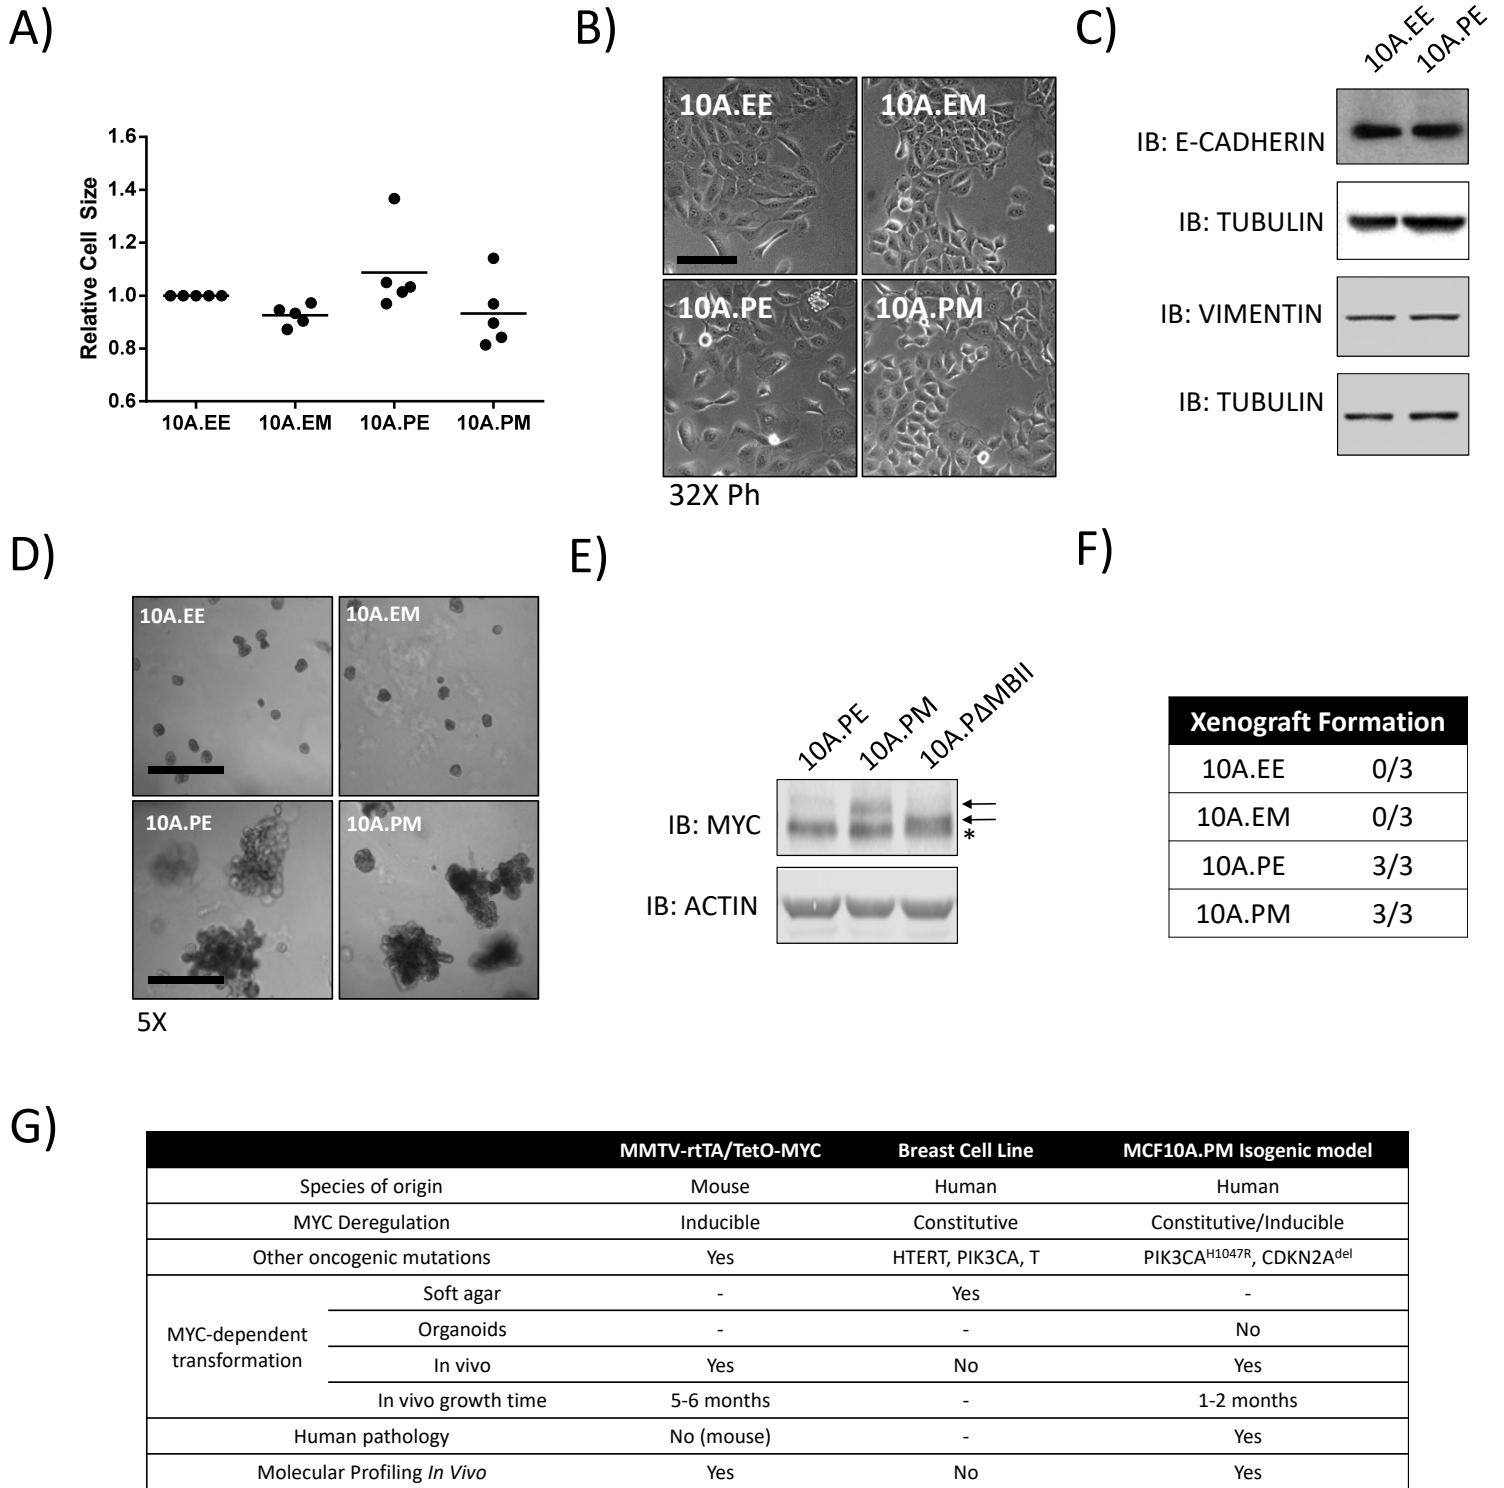 A)
1.6
1.4
1.2
1.0
0.8
0.6
Relative Cell Size
10A.EE 10A.EM 10A.PE 10A.PM
B)
10A.EE 10A.EM
10A.PE 10A.PM
32X Ph
C)
10A.EE 10A.PE
IB: E-CADHERIN
IB: TUBULIN
IB: VIMENTIN
IB: TUBULIN
D)
10A.EE 10A.EM
10A.PE 10A.PM
5X
E)
10A.PE 10A.PM 10A.PΔMBII
IB: MYC
*
IB: ACTIN
F)
Xenograft Formation
10A.EE 0/3
10A.EM 0/3
10A.PE 3/3
10A.PM 3/3
G)
MMTV-rtTA/TetO-MYC Breast Cell Line MCF10A.PM Isogenic model
Species of origin Mouse Human Human
MYC Deregulation Inducible Constitutive Constitutive/Inducible
Other oncogenic mutations Yes HTERT, PIK3CA, T PIK3CAᴴ¹⁰⁴⁷ᴿ, CDKN2Aᵈᵉˡ
MYC-dependent
transformation
Soft agar - Yes -
Organoids - - No
In vivo Yes No Yes
In vivo growth time 5-6 months - 1-2 months
Human pathology No (mouse) - Yes
Molecular Profiling In Vivo Yes No Yes